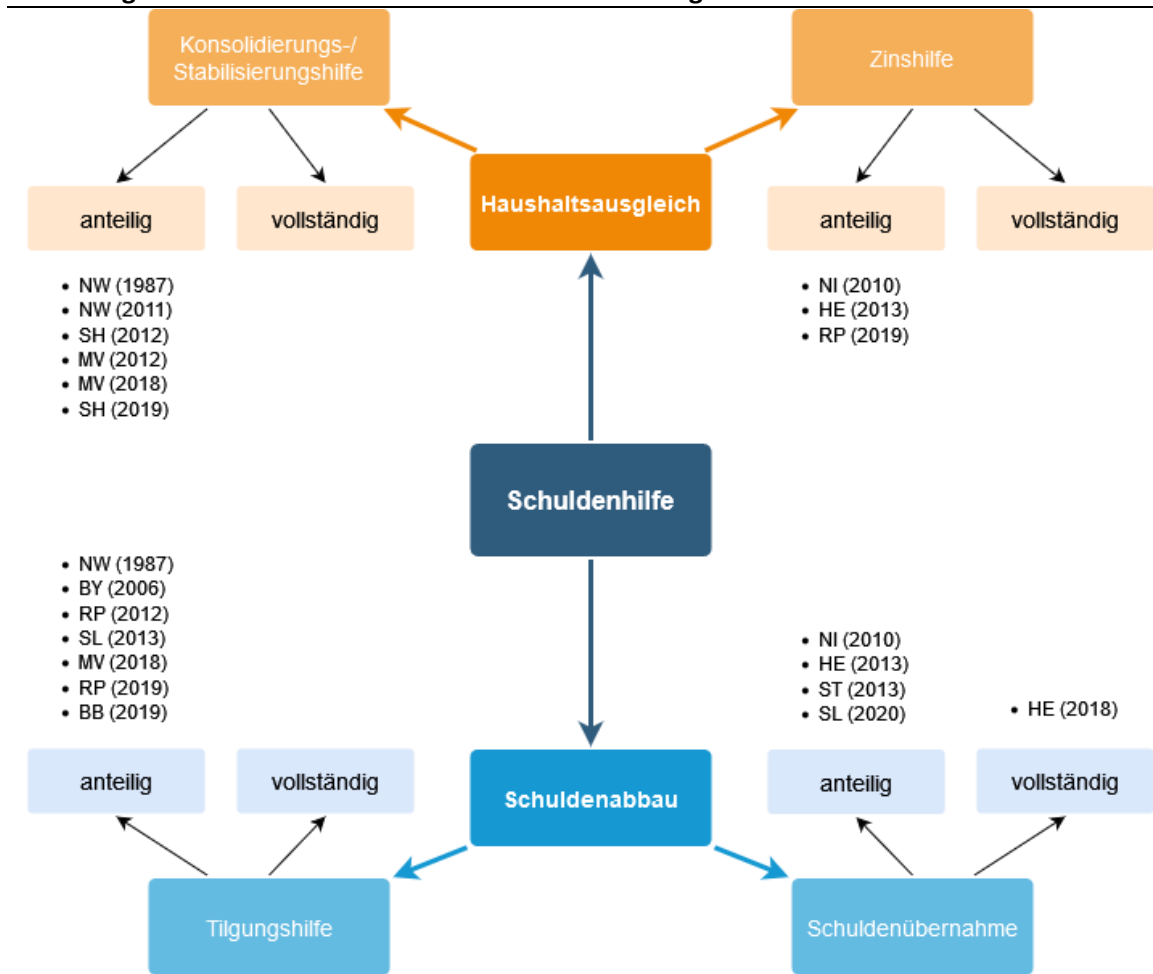 Konsolidierungs-/
Stabilisierungshilfe
Zinshilfe
Haushaltsausgleich
anteilig
vollständig
anteilig
vollständig
• NW (1987)
• NW (2011)
• SH (2012)
• MV (2012)
• MV (2018)
• SH (2019)
• NI (2010)
• HE (2013)
• RP (2019)
Schuldenhilfe
• NW (1987)
• BY (2006)
• RP (2012)
• SL (2013)
• MV (2018)
• RP (2019)
• BB (2019)
• NI (2010)
• HE (2013)
• ST (2013)
• SL (2020)
• HE (2018)
anteilig
vollständig
Schuldenabbau
anteilig
vollständig
Tilgungshilfe
Schuldenübernahme